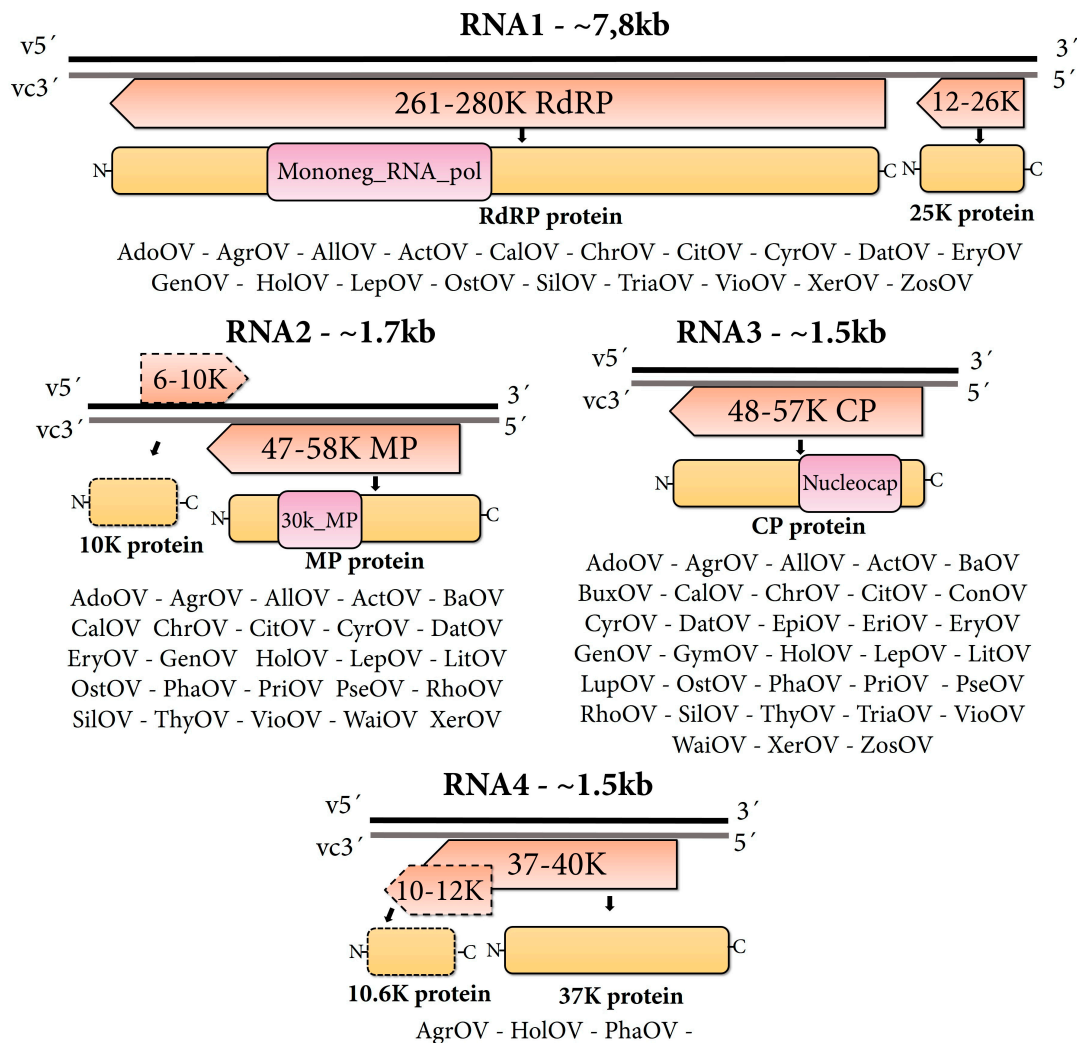 RNA1 - ~7,8kb
v5´ 3´
vc3´ 5´
261-280K RdRP 12-26K
N Mononeg_RNA_pol C N C
RdRP protein 25K protein
AdoOV - AgrOV - AllOV - ActOV - CalOV - ChrOV - CitOV - CyrOV - DatOV - EryOV
GenOV - HolOV - LepOV - OstOV - SilOV - TriaOV - VioOV - XerOV - ZosOV
RNA2 - ~1.7kb
6-10K
v5´ 3´
vc3´ 5´
47-58K MP
N C N 30k_MP C
10K protein MP protein
AdoOV - AgrOV - AllOV - ActOV - BaOV
CalOV ChrOV - CitOV - CyrOV - DatOV
EryOV - GenOV HolOV - LepOV - LitOV
OstOV - PhaOV - PriOV PseOV - RhoOV
SilOV - ThyOV - VioOV - WaiOV XerOV
RNA3 - ~1.5kb
v5´ 3´
vc3´ 5´
48-57K CP
N Nucleocap C
CP protein
AdoOV - AgrOV - AllOV - ActOV - BaOV
BuxOV - CalOV - ChrOV - CitOV - ConOV
CyrOV - DatOV - EpiOV - EriOV - EryOV
GenOV - GymOV - HolOV - LepOV - LitOV
LupOV - OstOV - PhaOV - PriOV - PseOV
RhoOV - SilOV - ThyOV - TriaOV - VioOV
WaiOV - XerOV - ZosOV
RNA4 - ~1.5kb
v5´ 3´
vc3´ 5´
37-40K
10-12K
N C N C
10.6K protein 37K protein
AgrOV - HolOV - PhaOV -